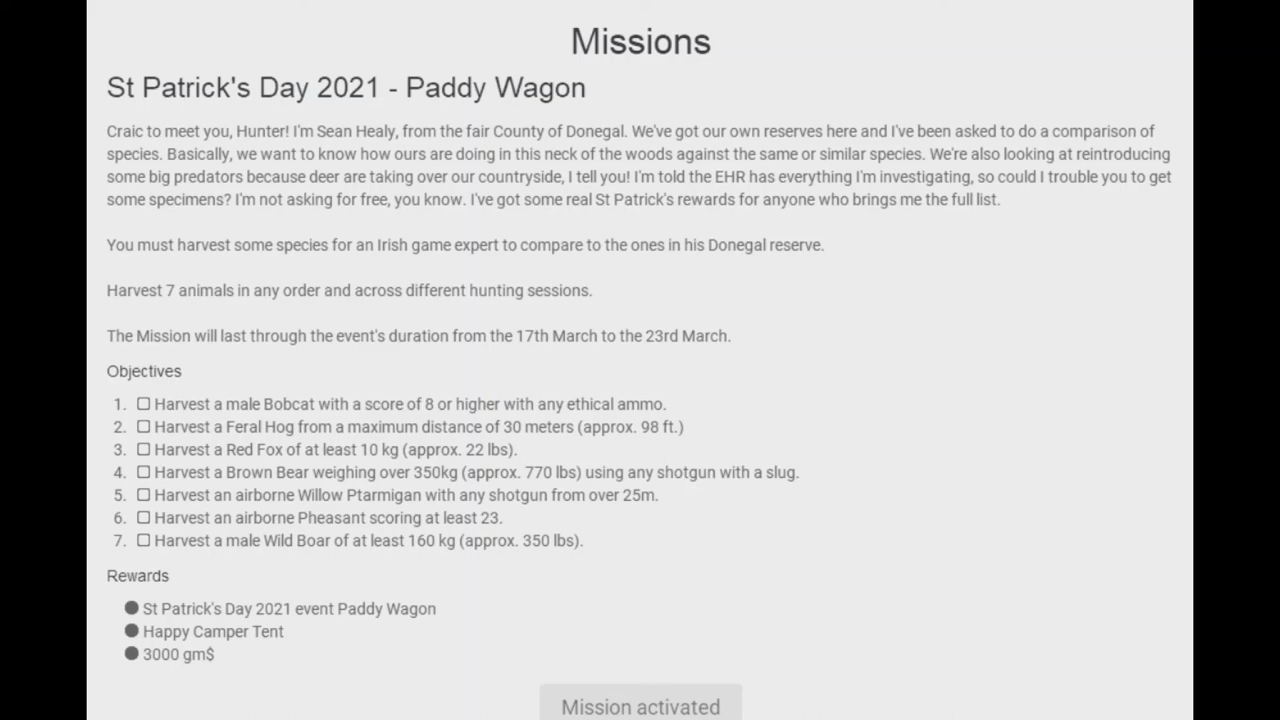 Missions
St Patrick's Day 2021 - Paddy Wagon
Craic to meet you, Hunter! I'm Sean Healy, from the fair County of Donegal. We've got our own reserves here and I've been asked to do a comparison of
species. Basically, we want to know how ours are doing in this neck of the woods against the same or similar species. We're also looking at reintroducing
some big predators because deer are taking over our countryside, I tell you! I'm told the EHR has everything I'm investigating, so could I trouble you to get
some specimens? I'm not asking for free, you know. I've got some real St Patrick's rewards for anyone who brings me the full list.
You must harvest some species for an Irish game expert to compare to the ones in his Donegal reserve.
Harvest 7 animals in any order and across different hunting sessions.
The Mission will last through the event's duration from the 17th March to the 23rd March.
Objectives
1. Harvest a male Bobcat with a score of 8 or higher with any ethical ammo.
2. Harvest a Feral Hog from a maximum distance of 30 meters (approx. 98 ft.)
3. Harvest a Red Fox of at least 10 kg (approx. 22 lbs).
4. Harvest a Brown Bear weighing over 350kg (approx. 770 lbs) using any shotgun with a slug.
5. Harvest an airborne Willow Ptarmigan with any shotgun from over 25m.
6. Harvest an airborne Pheasant scoring at least 23.
7. Harvest a male Wild Boar of at least 160 kg (approx. 350 lbs).
Rewards
St Patrick's Day 2021 event Paddy Wagon
Happy Camper Tent
3000 gm$
Mission activated